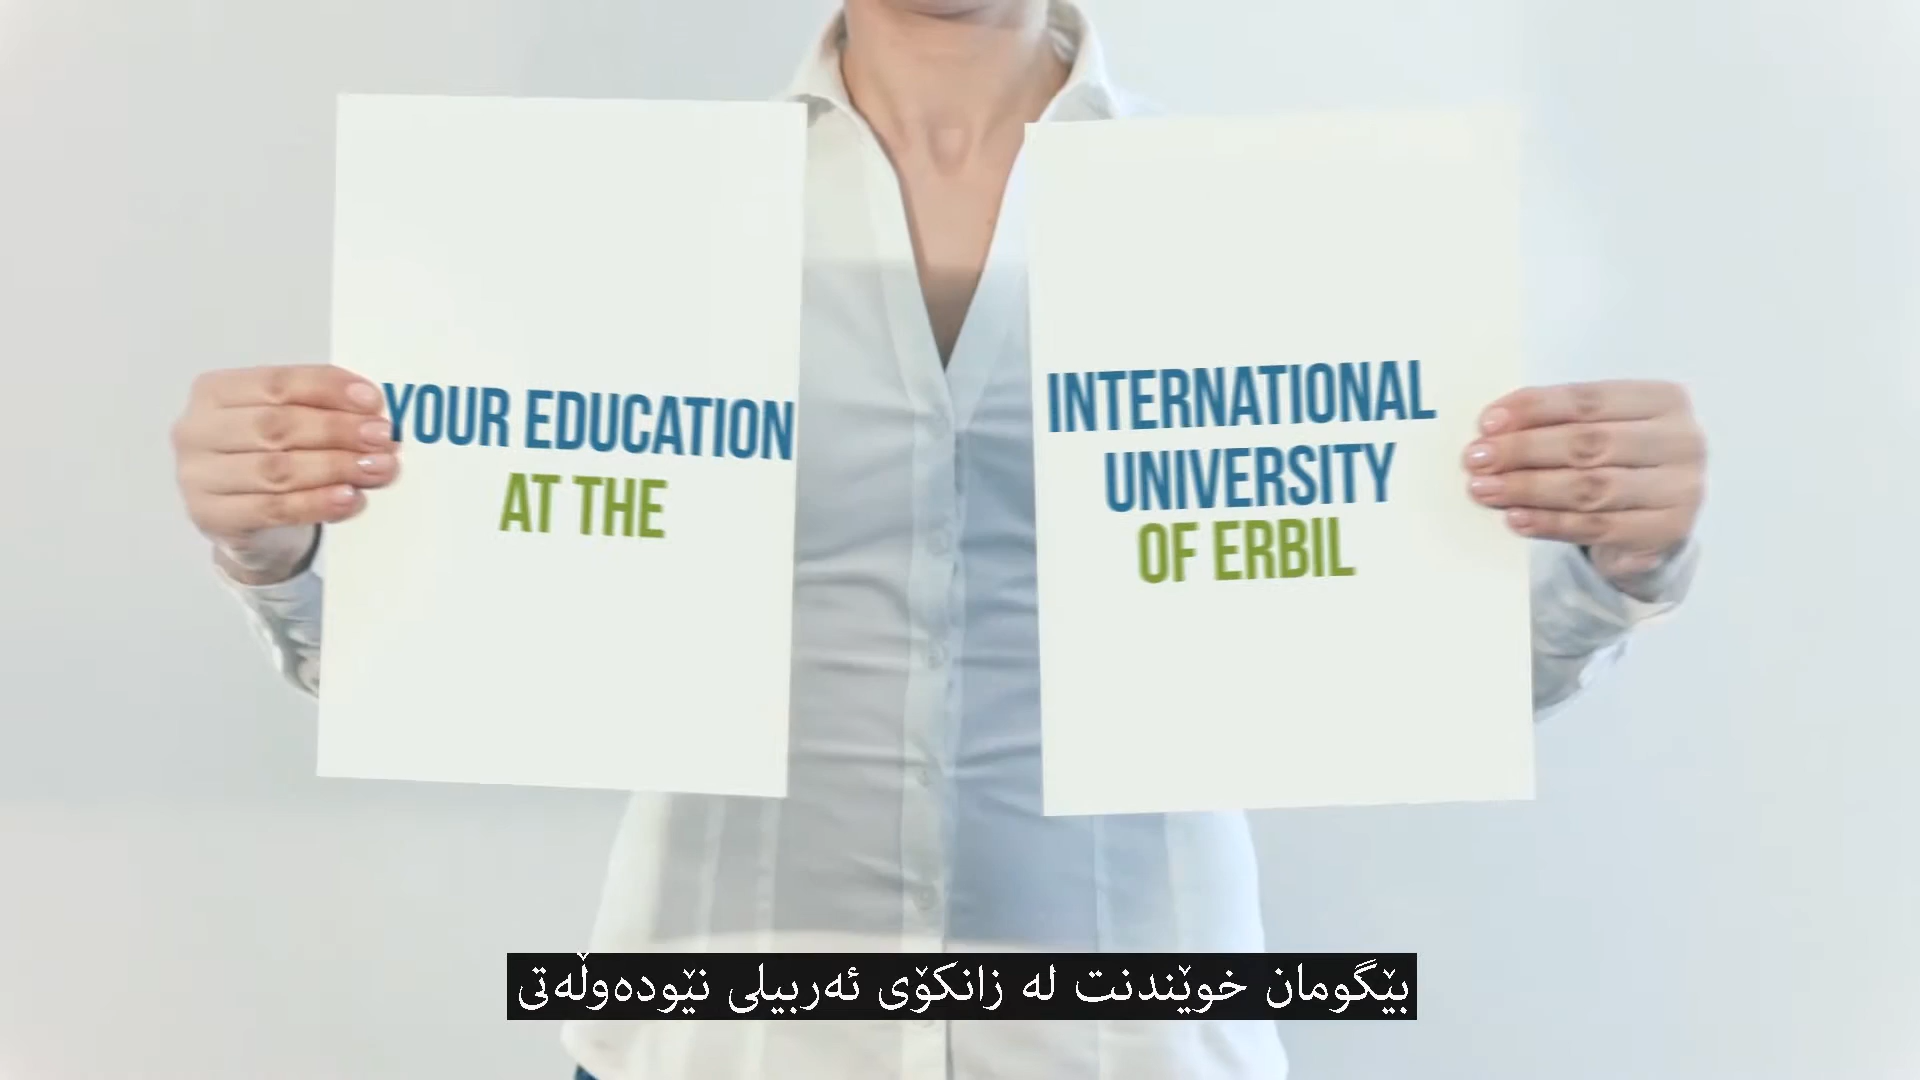 YOUR EDUCATION
AT THE
INTERNATIONAL
UNIVERSITY
OF ERBIL
بێگومان خوێندنت لە زانکۆی ئەربیلی نێودەوڵەتی